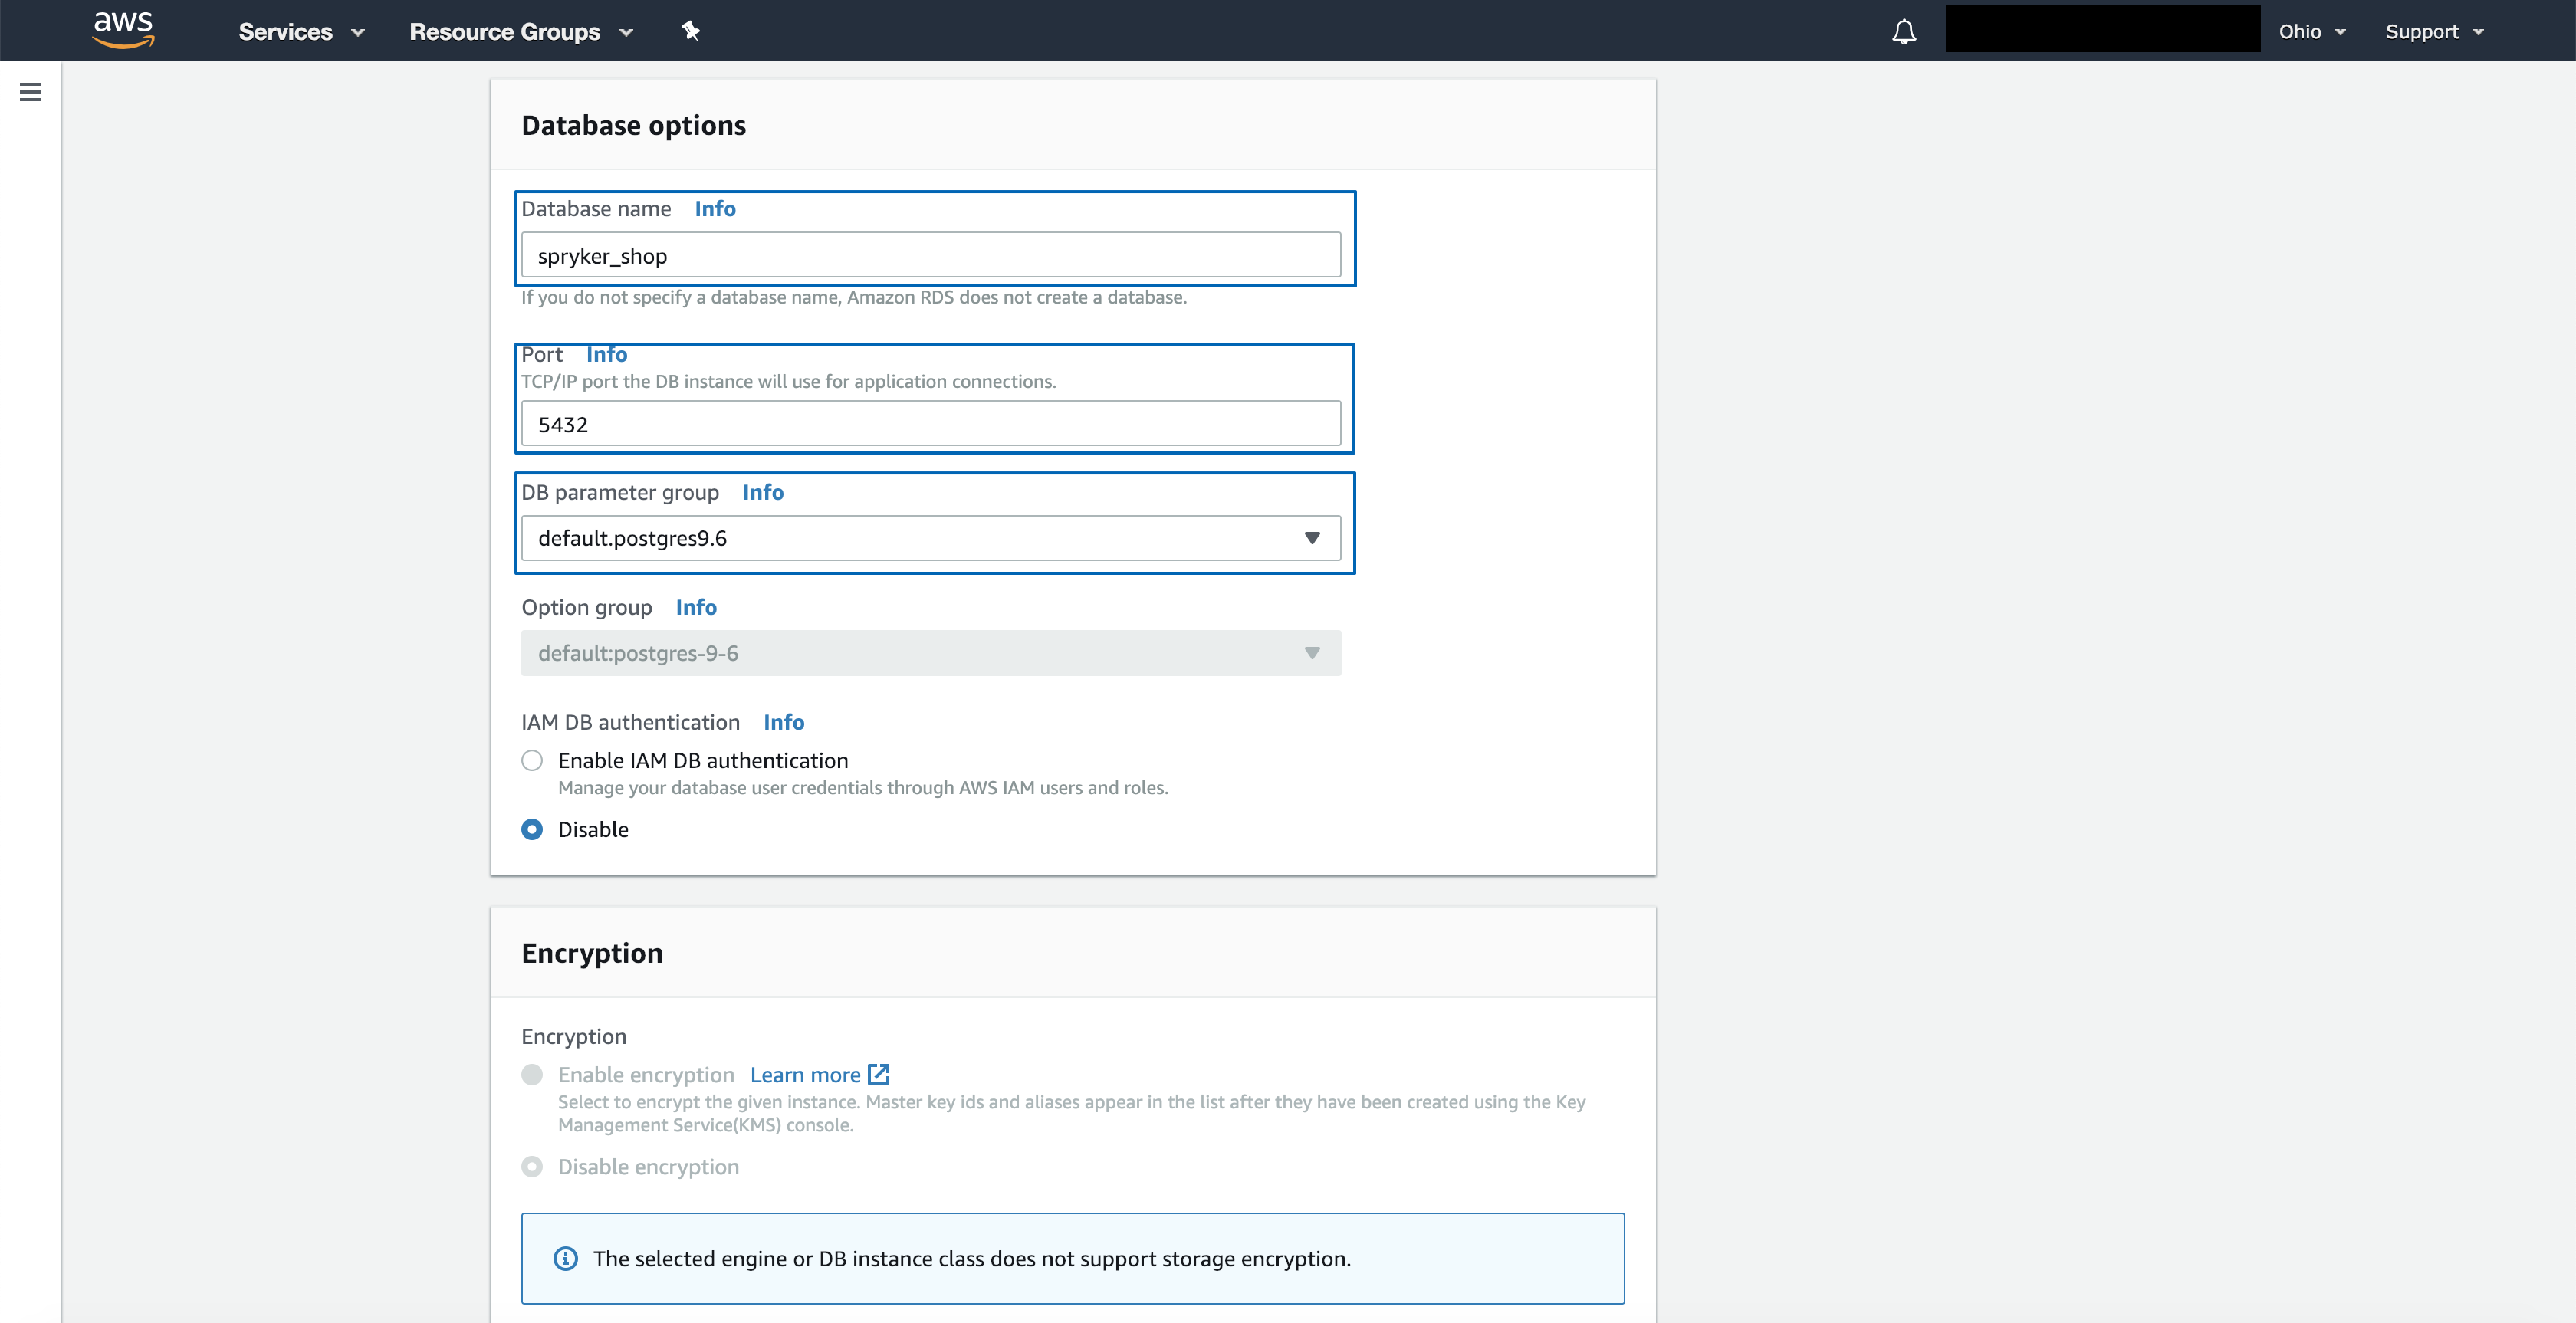 aws Services Resource Groups Ohio Support
Database options
Database name Info
spryker_shop
If you do not specify a database name, Amazon RDS does not create a database.
Port Info
TCP/IP port the DB instance will use for application connections.
5432
DB parameter group Info
default.postgres9.6
Option group Info
default:postgres-9-6
IAM DB authentication Info
Enable IAM DB authentication
Manage your database user credentials through AWS IAM users and roles.
Disable
Encryption
Encryption
Enable encryption Learn more
Select to encrypt the given instance. Master key ids and aliases appear in the list after they have been created using the Key
Management Service(KMS) console.
Disable encryption
The selected engine or DB instance class does not support storage encryption.